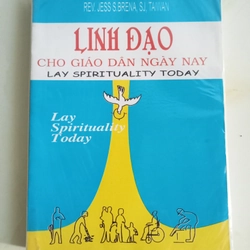 REV. JESS S. BRENA, SJ. TAIWAN
LINH ĐẠO
CHO GIÁO DÂN NGÀY NAY
LAY SPIRITUALITY TODAY
Lay
Spirituality
Today